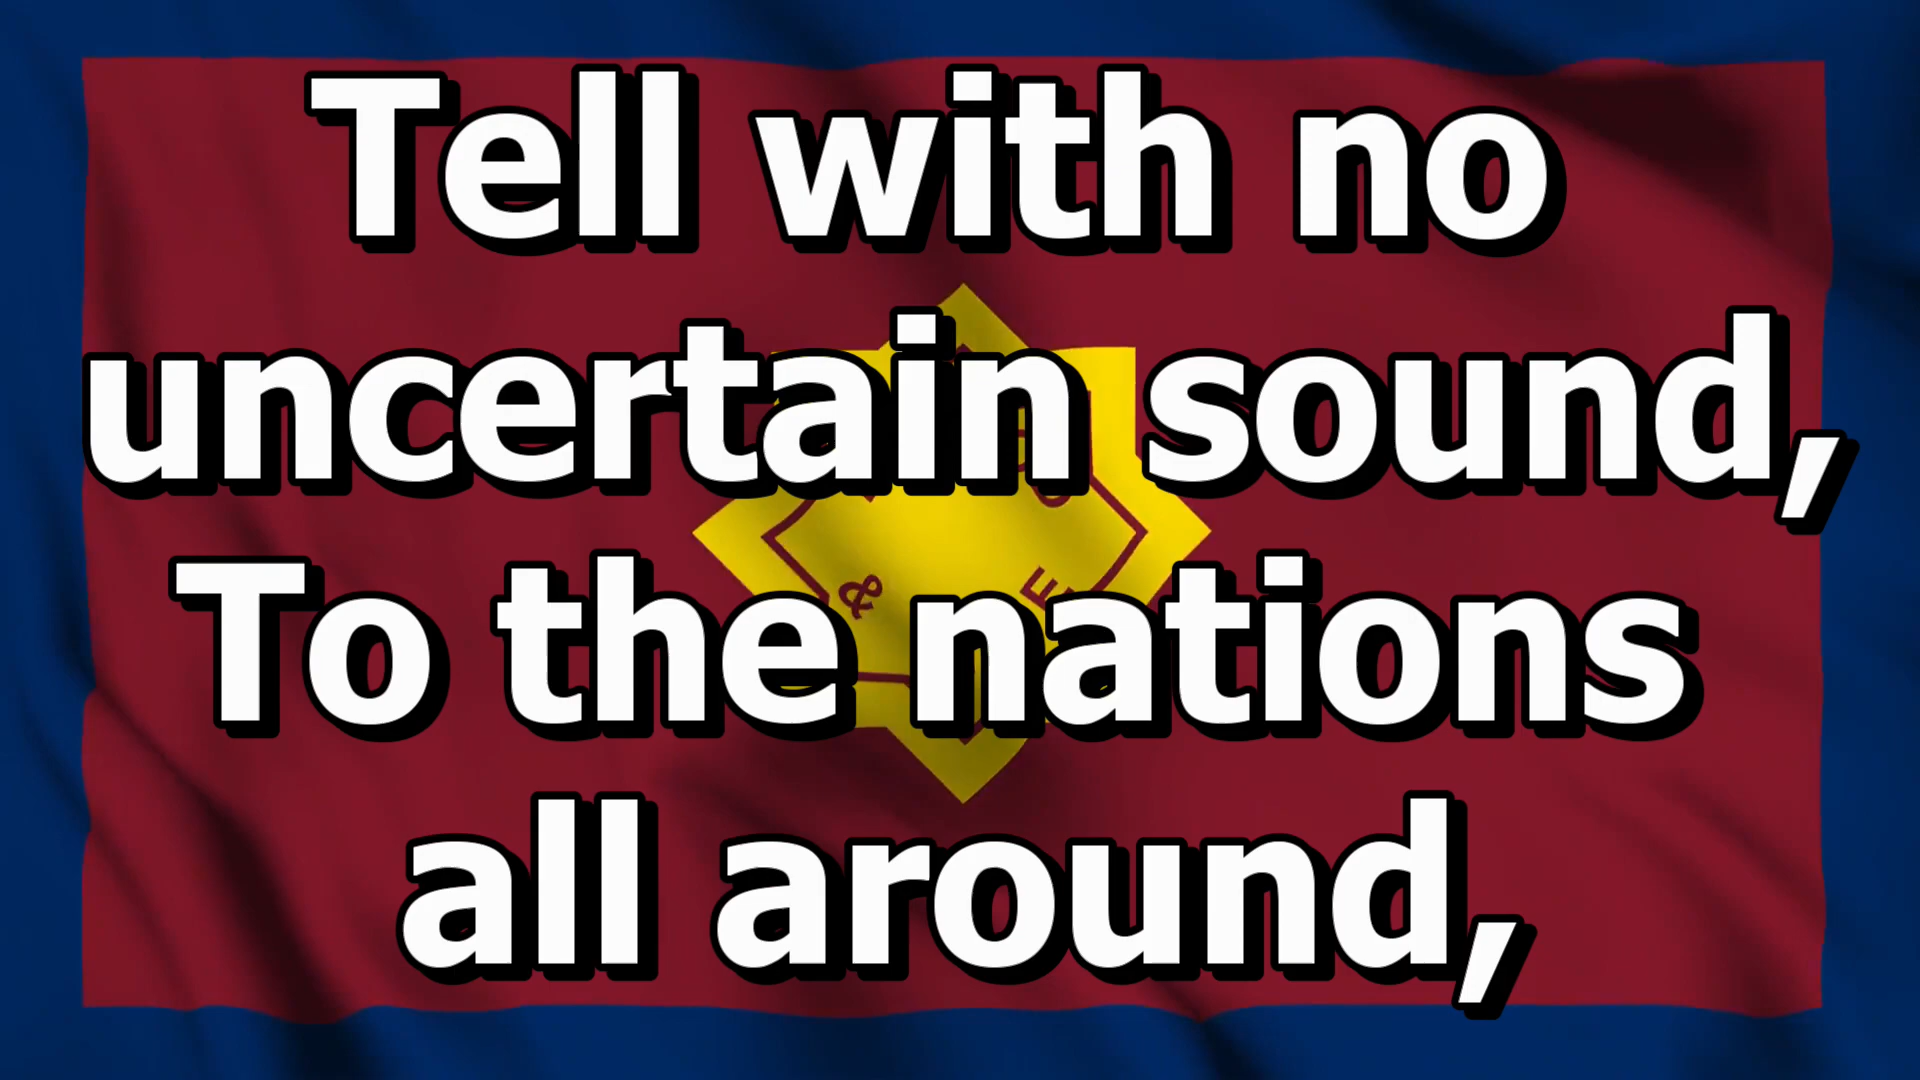 Tell with no
uncertain sound,
To the nations
all around,
&